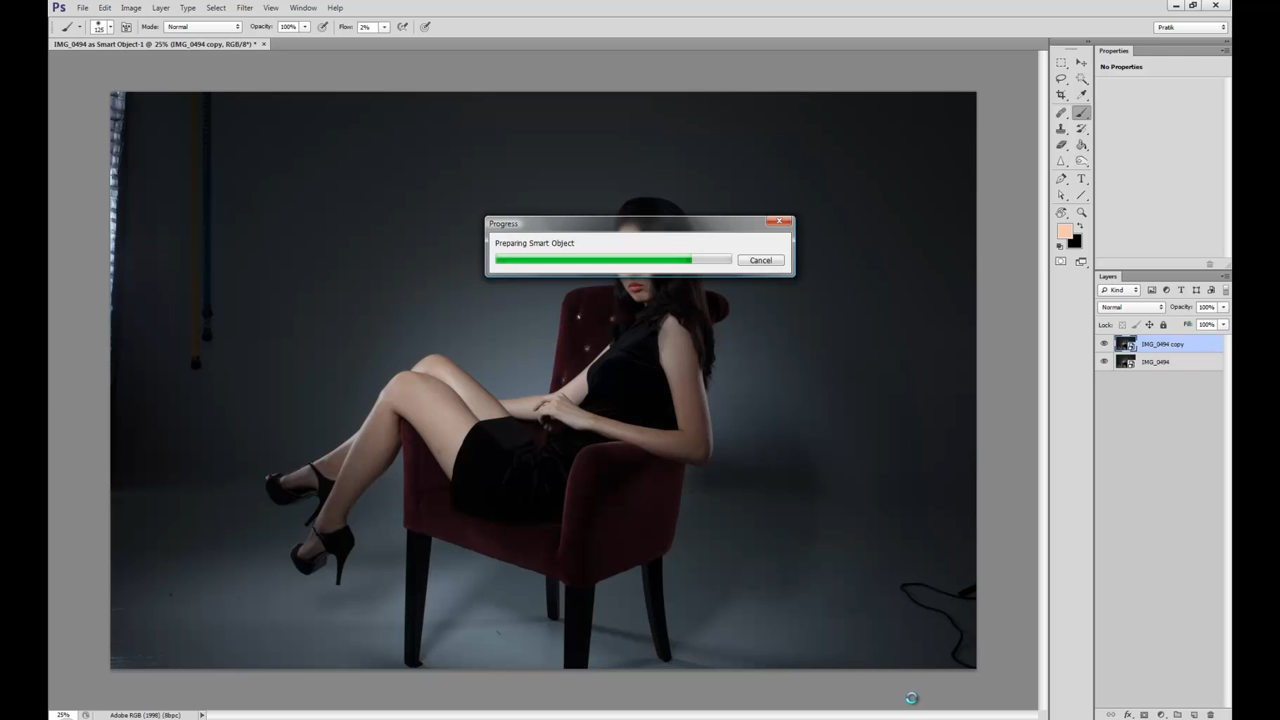 Ps File Edit Image Layer Type Select Filter View Window Help
125 Mode: Normal Opacity: 100% Flow: 2% Pratik
IMG_0494 as Smart Object-1 @ 25% (IMG_0494 copy, RGB/8*) * ×
Properties
No Properties
Progress
Preparing Smart Object
Cancel
Layers
Kind
Normal Opacity: 100%
Lock: Fill: 100%
IMG_0494 copy
IMG_0494
25% Adobe RGB (1998) (8bpc)